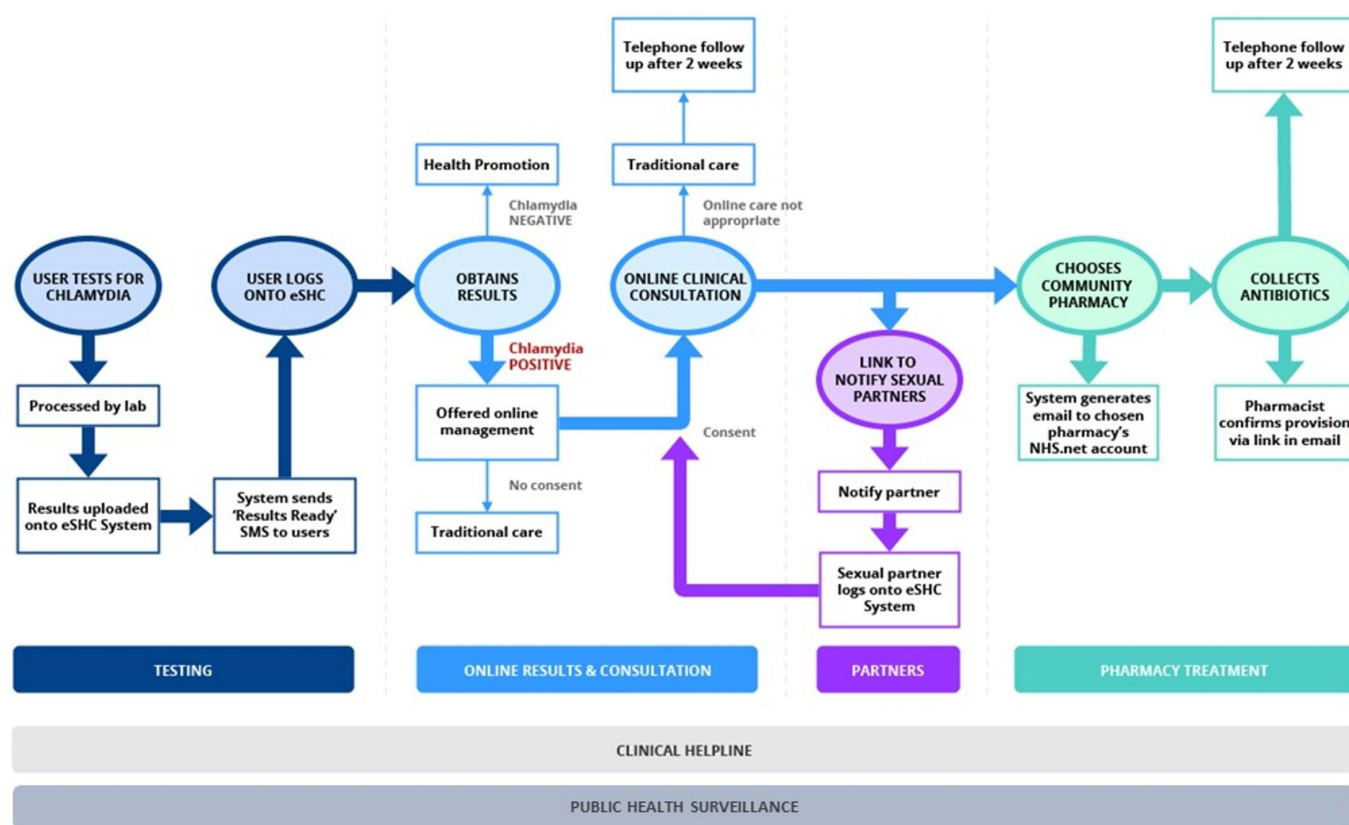 Telephone follow
up after 2 weeks
Telephone follow
up after 2 weeks
Health Promotion
Traditional care
Chlamydia
NEGATIVE
Online care not
appropriate
USER TESTS FOR
CHLAMYDIA
USER LOGS
ONTO eSHC
OBTAINS
RESULTS
ONLINE CLINICAL
CONSULTATION
CHOOSES
COMMUNITY
PHARMACY
COLLECTS
ANTIBIOTICS
Chlamydia
POSITIVE
LINK TO
NOTIFY SEXUAL
PARTNERS
Processed by lab
Offered online
management
Consent
System generates
email to chosen
pharmacy's
NHS.net account
Pharmacist
confirms provision
via link in email
No consent
Notify partner
Results uploaded
onto eSHC System
System sends
‘Results Ready’
SMS to users
Traditional care
Sexual partner
logs onto eSHC
System
TESTING
ONLINE RESULTS & CONSULTATION
PARTNERS
PHARMACY TREATMENT
CLINICAL HELPLINE
PUBLIC HEALTH SURVEILLANCE